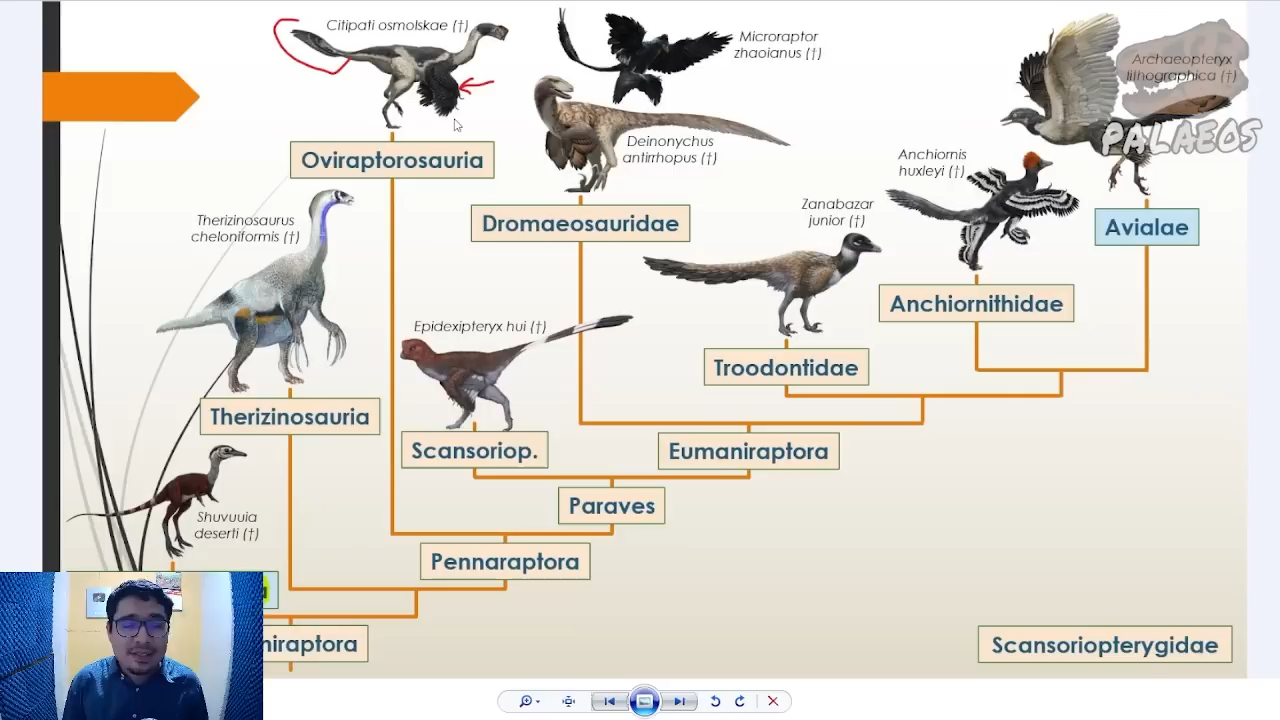 Citipati osmolskae (†)
Microraptor
zhaoianus (†)
Archaeopteryx
lithographica (†)
PALAEOS
Deinonychus
antirrhopus (†)
Oviraptorosauria
Anchiornis
huxleyi (†)
Therizinosaurus
cheloniformis (†)
Dromaeosauridae
Zanabazar
junior (†)
Avialae
Anchiornithidae
Epidexipteryx hui (†)
Troodontidae
Therizinosauria
Scansoriop.
Eumaniraptora
Shuvuuia
deserti (†)
Paraves
Pennaraptora
niraptora
Scansoriopterygidae